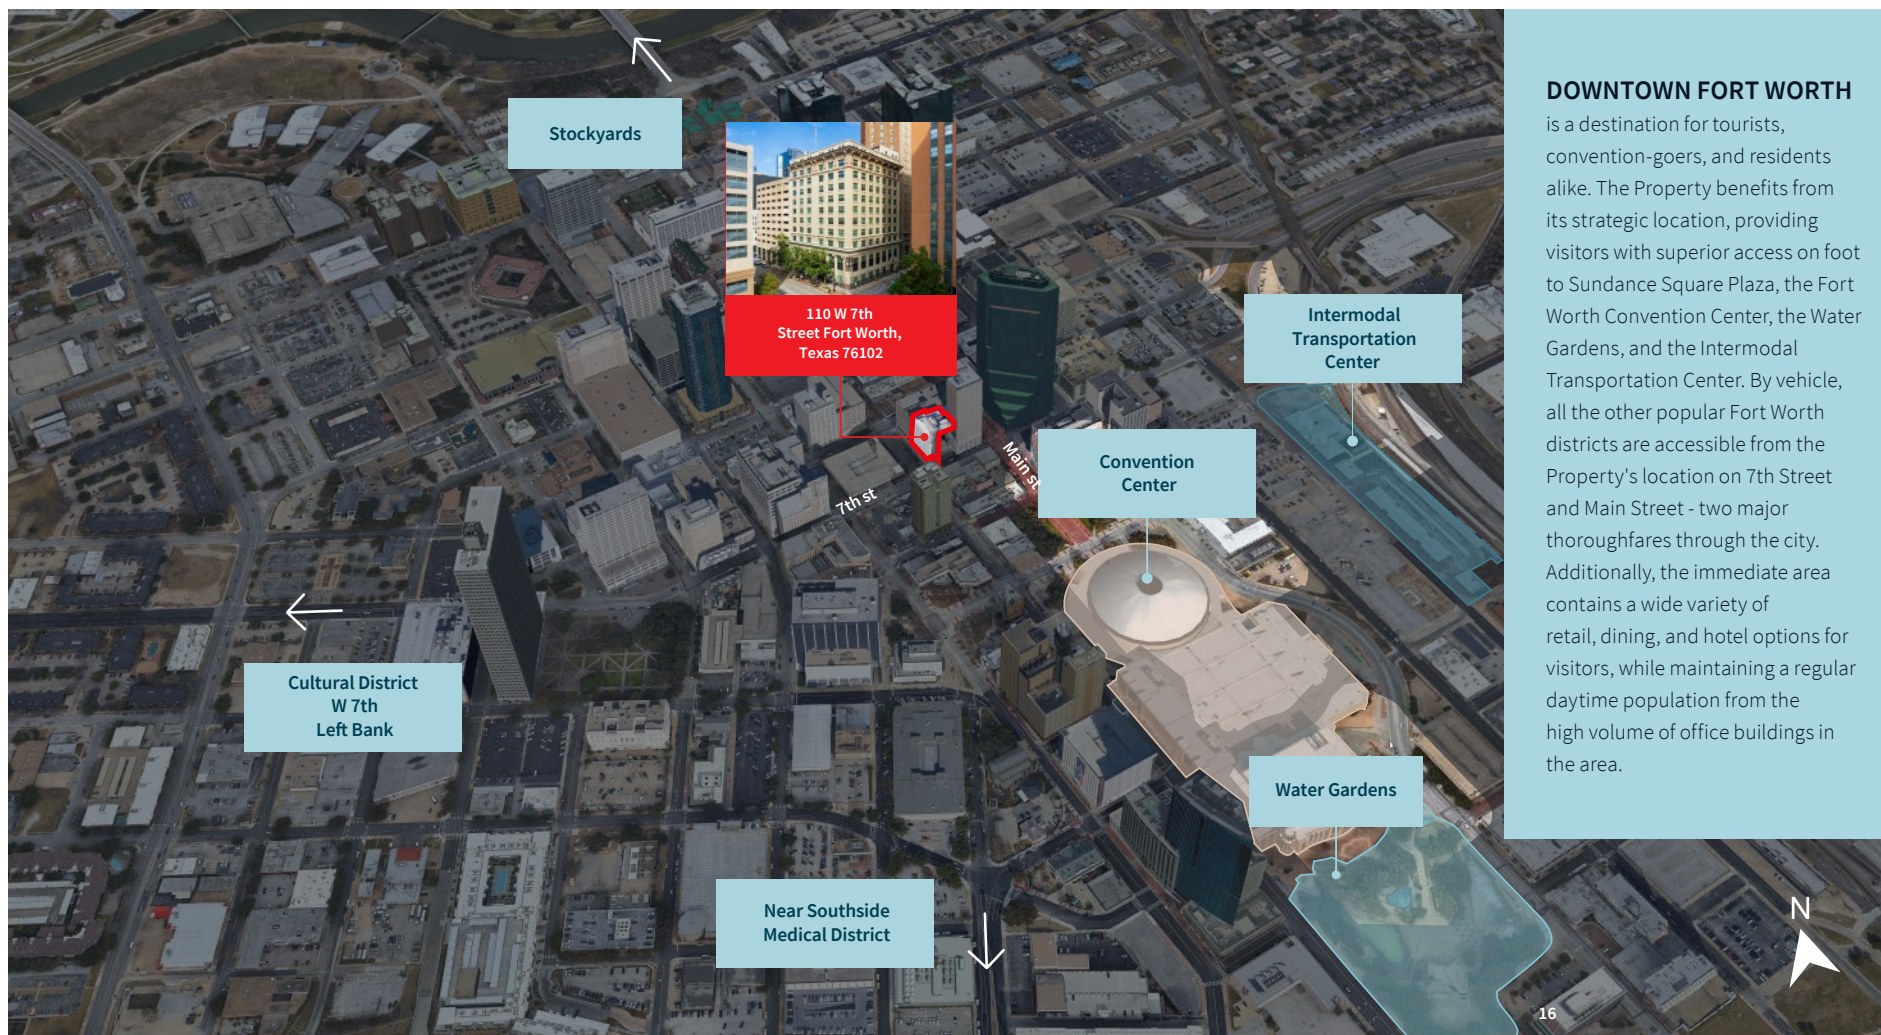 Stockyards
110 W 7th
Street Fort Worth,
Texas 76102
Intermodal
Transportation
Center
Main st
Convention
Center
7th st
Cultural District
W 7th
Left Bank
Water Gardens
Near Southside
Medical District
N
16
DOWNTOWN FORT WORTH
is a destination for tourists,
convention-goers, and residents
alike. The Property benefits from
its strategic location, providing
visitors with superior access on foot
to Sundance Square Plaza, the Fort
Worth Convention Center, the Water
Gardens, and the Intermodal
Transportation Center. By vehicle,
all the other popular Fort Worth
districts are accessible from the
Property's location on 7th Street
and Main Street - two major
thoroughfares through the city.
Additionally, the immediate area
contains a wide variety of
retail, dining, and hotel options for
visitors, while maintaining a regular
daytime population from the
high volume of office buildings in
the area.